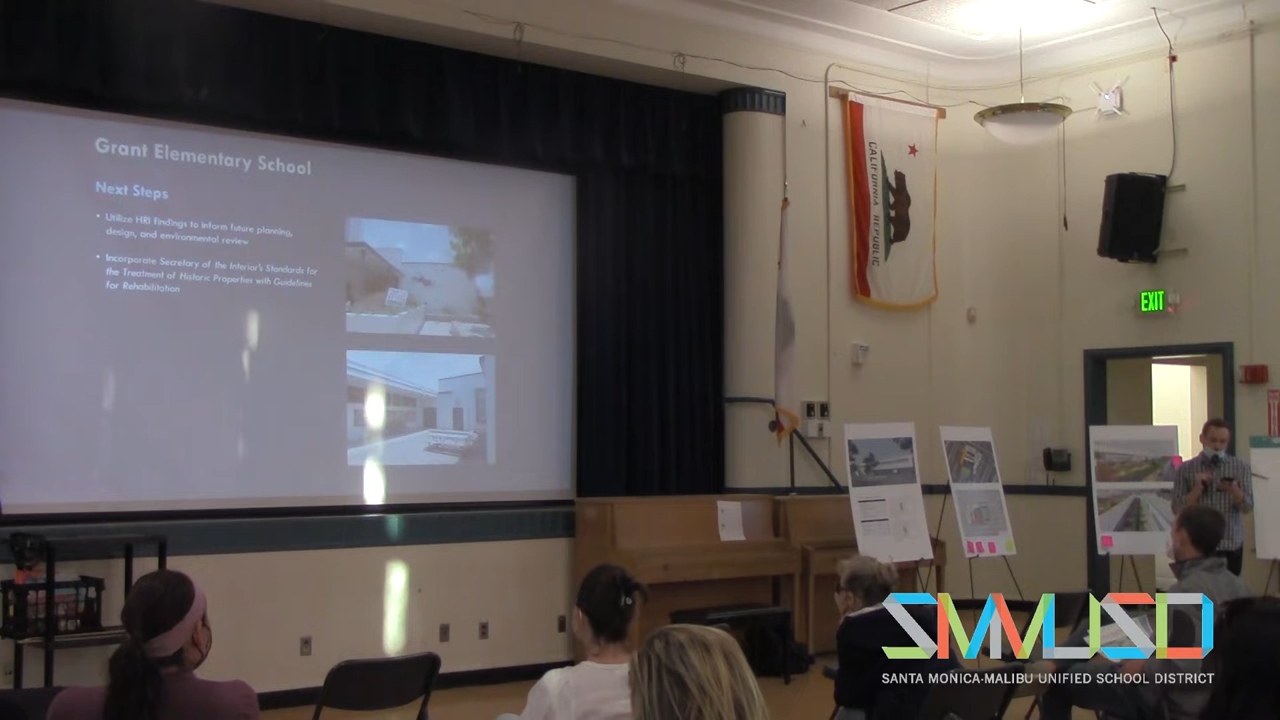 Grant Elementary School
Next Steps
• Utilize HRI Findings to inform future planning,
design, and environmental review
• Incorporate Secretary of the Interior's Standards for
the Treatment of Historic Properties with Guidelines
for Rehabilitation
CALIFORNIA REPUBLIC
EXIT
SMMUSD
SANTA MONICA-MALIBU UNIFIED SCHOOL DISTRICT